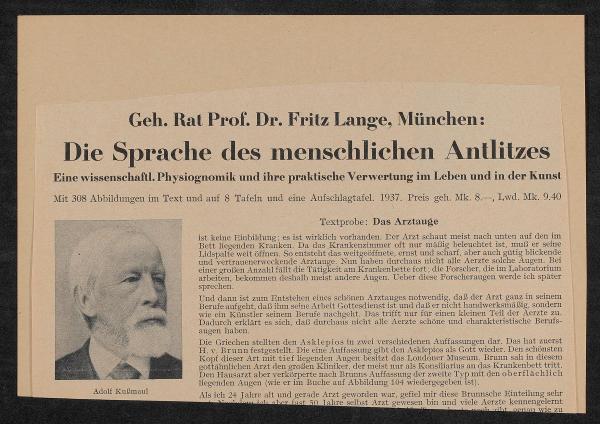 Geh. Rat Prof. Dr. Fritz Lange, München:
Die Sprache des menschlichen Antlitzes
Eine wissenschaftl. Physiognomik und ihre praktische Verwertung im Leben und in der Kunst
Mit 308 Abbildungen im Text und auf 8 Tafeln und eine Aufschlagtafel. 1937. Preis geh. Mk. 8.—, Lwd. Mk. 9.40
Textprobe: Das Arztauge
ist keine Einbildung; es ist wirklich vorhanden. Der Arzt schaut meist nach unten auf den im
Bett liegenden Kranken. Da das Krankenzimmer oft nur mäßig beleuchtet ist, muß er seine
Lidspalte weit öffnen. So entsteht das weitgeöffnete, ernst und scharf, aber auch gütig blickende
und vertrauenerweckende Arztauge. Nun haben durchaus nicht alle Aerzte solche Augen. Bei
einer großen Anzahl fällt die Tätigkeit am Krankenbette fort; die Forscher, die im Laboratorium
arbeiten, bekommen deshalb meist andere Augen. Ueber diese Forscheraugen werde ich später
sprechen.
Und dann ist zum Entstehen eines schönen Arztauges notwendig, daß der Arzt ganz in seinem
Berufe aufgeht, daß ihm seine Arbeit Gottesdienst ist und daß er nicht handwerksmäßig, sondern
wie ein Künstler seinem Berufe nachgeht. Das trifft nur für einen kleinen Teil der Aerzte zu.
Dadurch erklärt es sich, daß durchaus nicht alle Aerzte schöne und charakteristische Berufs-
augen haben.
Die Griechen stellten den Asklepios in zwei verschiedenen Auffassungen dar. Das hat zuerst
H. v. Brunn festgestellt. Die eine Auffassung gibt den Asklepios als Gott wieder. Den schönsten
Kopf dieser Art mit tief liegenden Augen besitzt das Londoner Museum. Brunn sah in diesem
gottähnlichen Arzt den großen Kliniker, der meist nur als Konsiliarius an das Krankenbett tritt.
Den Hausarzt aber verkörperte nach Brunns Auffassung der zweite Typ mit den oberflächlich
liegenden Augen (wie er im Buche auf Abbildung 104 wiedergegeben ist).
Als ich 24 Jahre alt und gerade Arzt geworden war, gefiel mir diese Brunnsche Einteilung sehr
ich aber fast 50 Jahre selbst Arzt gewesen bin und viele Aerzte kennengelernt
Adolf Kußmaul